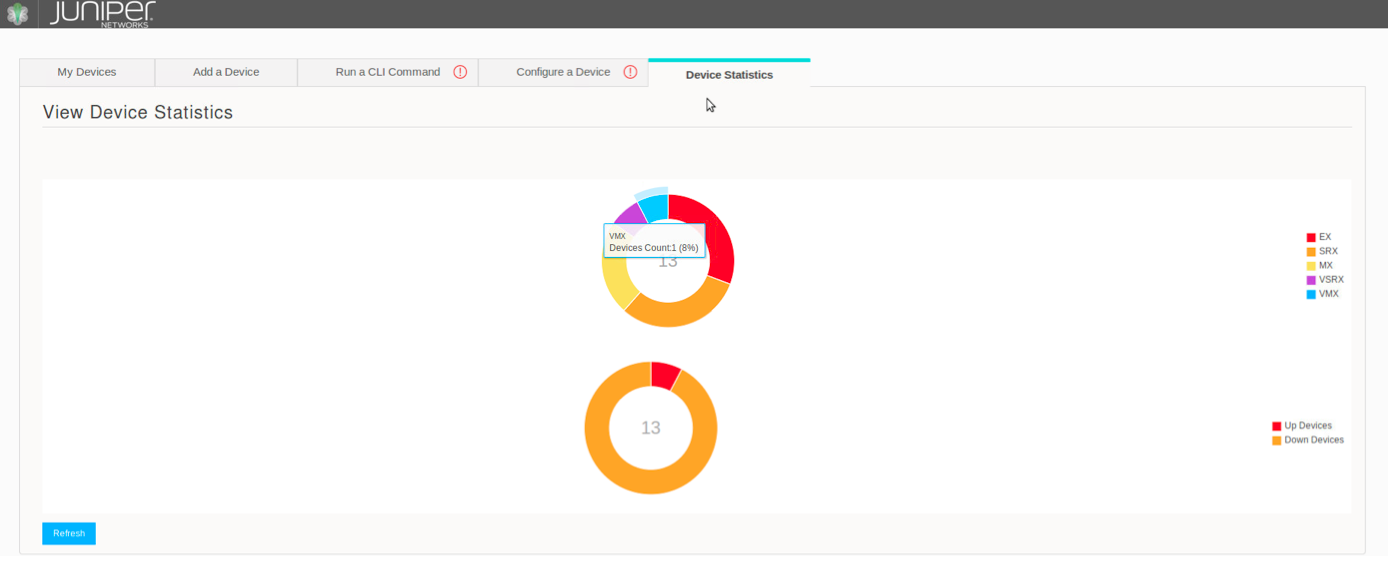 JUNIPEr
NETWORKS
My Devices
Add a Device
Run a CLI Command
Configure a Device
Device Statistics
View Device Statistics
VMX
Devices Count:1 (8%)
13
EX
SRX
MX
VSRX
VMX
13
Up Devices
Down Devices
Refresh